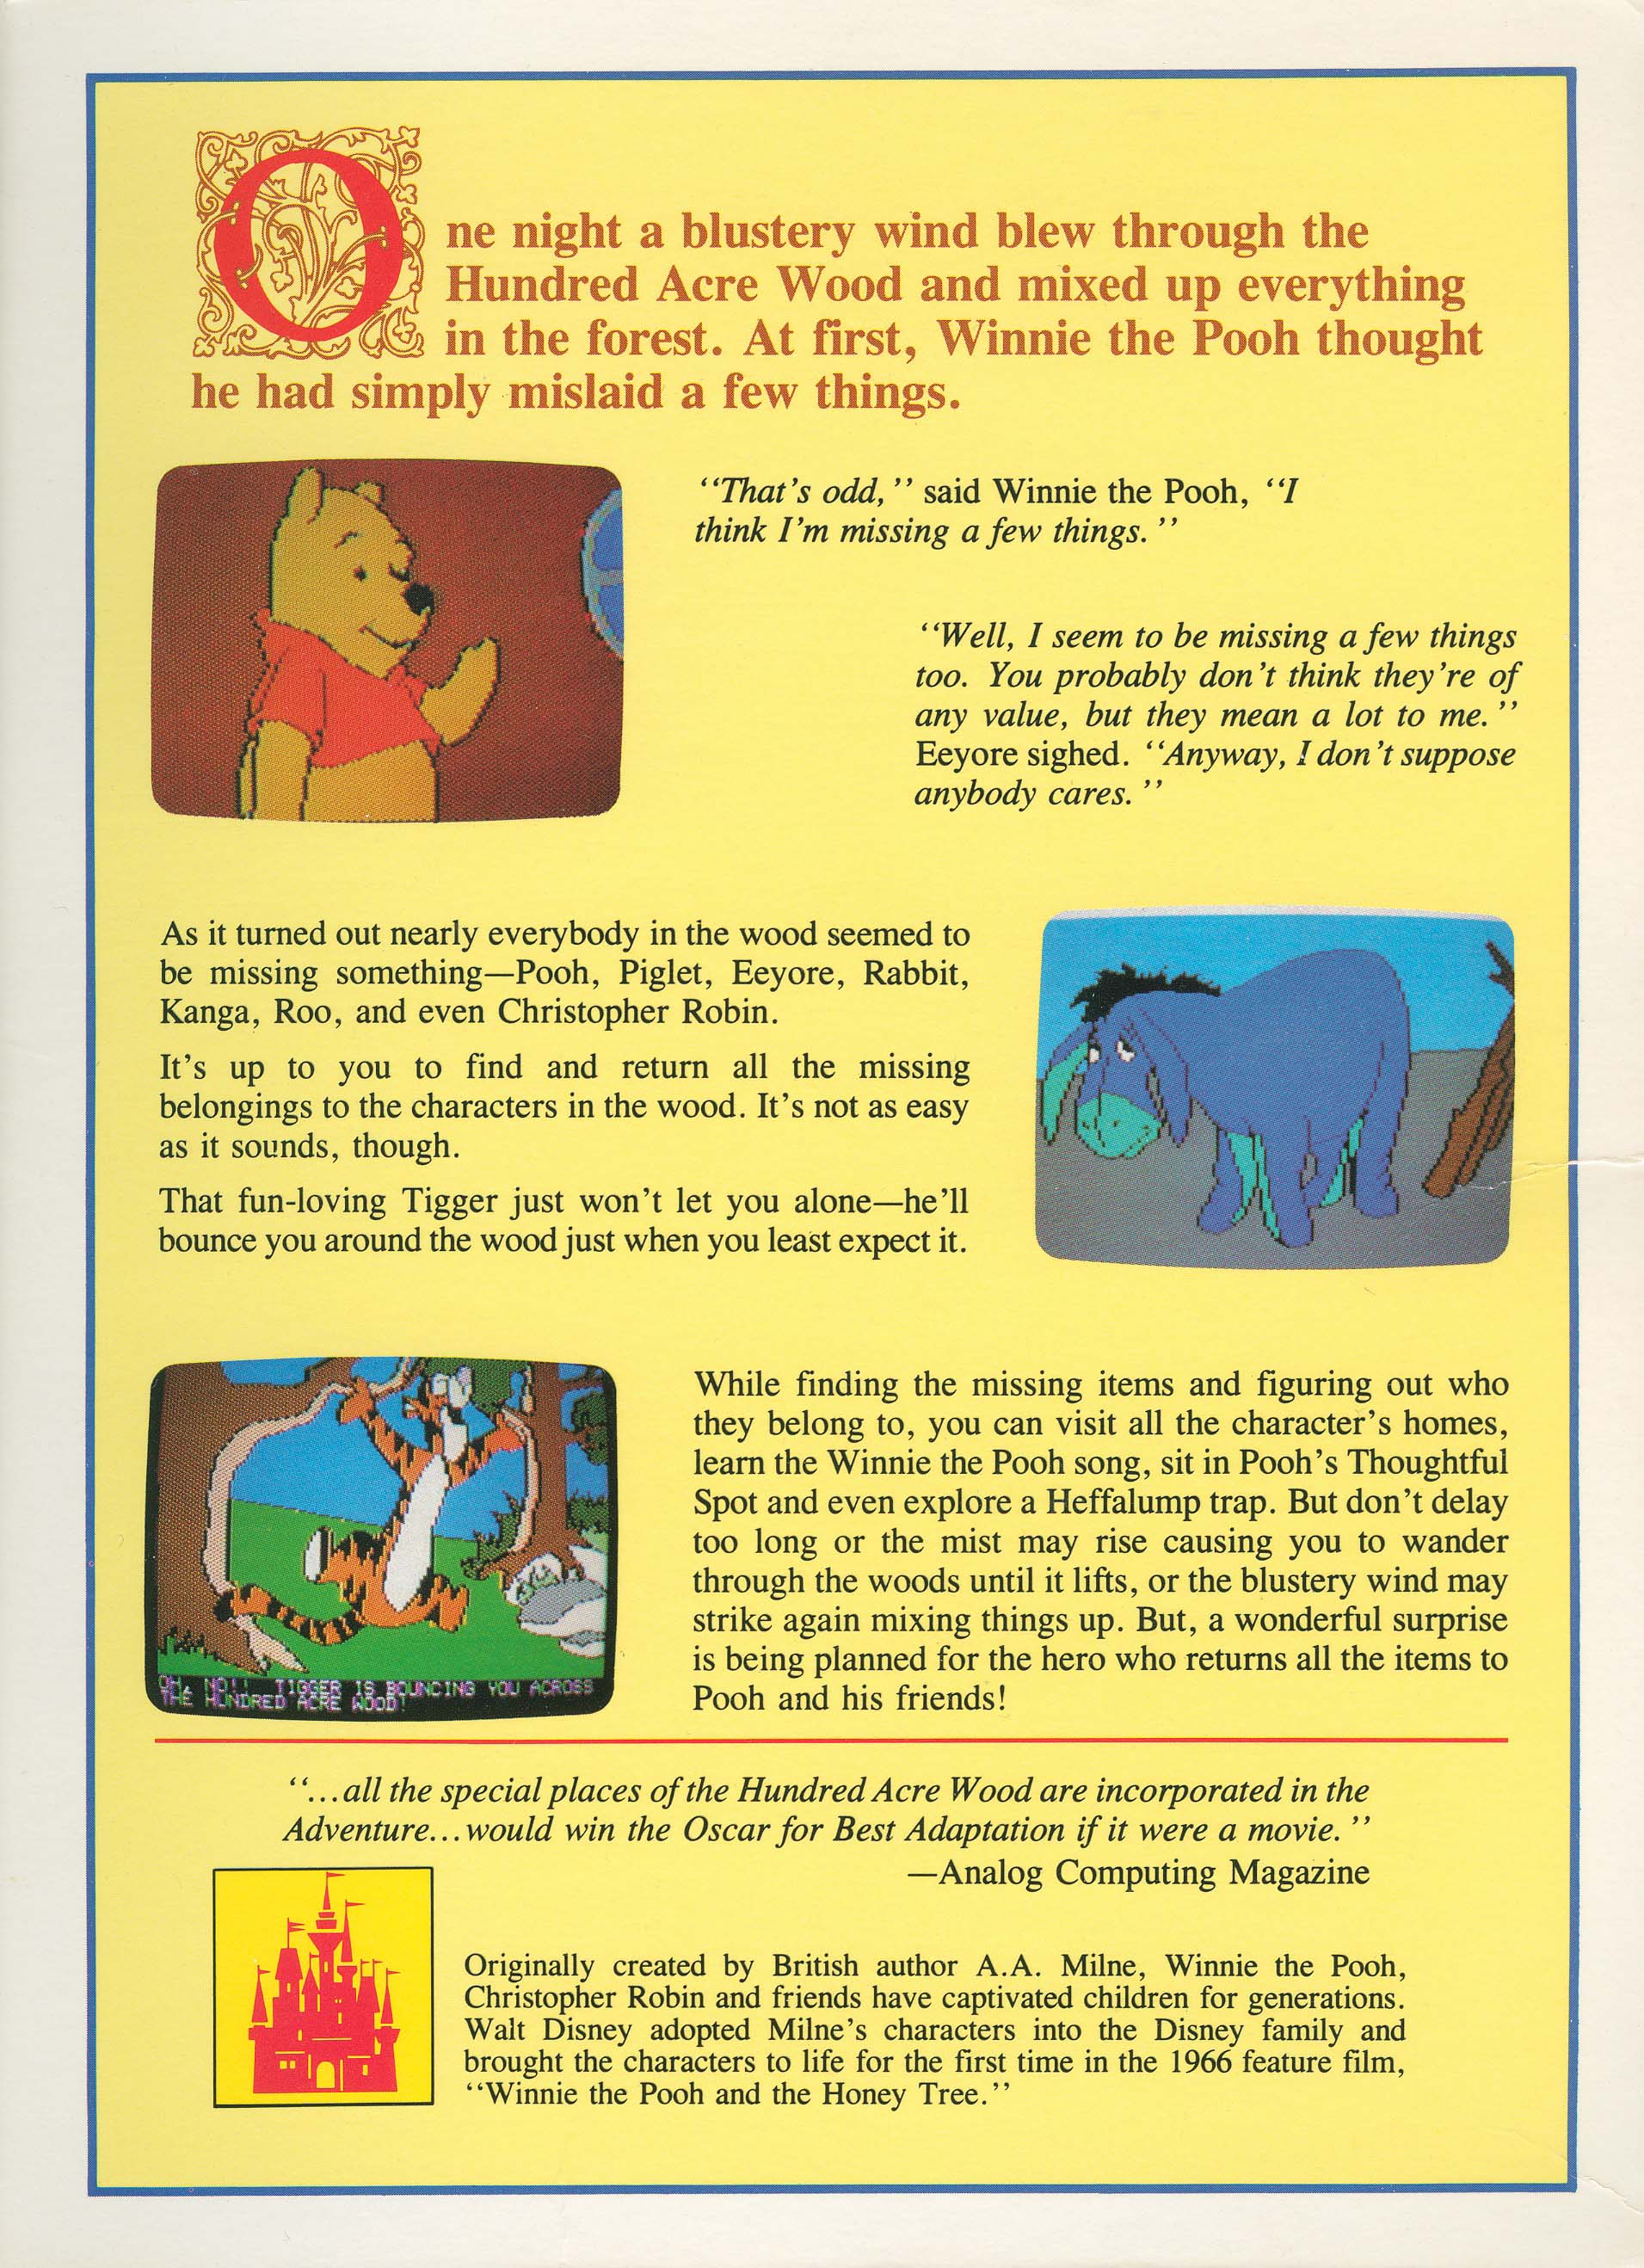 One night a blustery wind blew through the
Hundred Acre Wood and mixed up everything
in the forest. At first, Winnie the Pooh thought
he had simply mislaid a few things.
‘‘That’s odd,’’ said Winnie the Pooh, ‘‘I
think I’m missing a few things.’’
‘‘Well, I seem to be missing a few things
too. You probably don’t think they’re of
any value, but they mean a lot to me.’’
Eeyore sighed. ‘‘Anyway, I don’t suppose
anybody cares.’’
As it turned out nearly everybody in the wood seemed to
be missing something—Pooh, Piglet, Eeyore, Rabbit,
Kanga, Roo, and even Christopher Robin.
It’s up to you to find and return all the missing
belongings to the characters in the wood. It’s not as easy
as it sounds, though.
That fun-loving Tigger just won’t let you alone—he’ll
bounce you around the wood just when you least expect it.
OH, NO!! TIGGER IS BOUNCING YOU ACROSS
THE HUNDRED ACRE WOOD!
While finding the missing items and figuring out who
they belong to, you can visit all the character’s homes,
learn the Winnie the Pooh song, sit in Pooh’s Thoughtful
Spot and even explore a Heffalump trap. But don’t delay
too long or the mist may rise causing you to wander
through the woods until it lifts, or the blustery wind may
strike again mixing things up. But, a wonderful surprise
is being planned for the hero who returns all the items to
Pooh and his friends!
‘‘...all the special places of the Hundred Acre Wood are incorporated in the
Adventure...would win the Oscar for Best Adaptation if it were a movie.’’
—Analog Computing Magazine
Originally created by British author A.A. Milne, Winnie the Pooh,
Christopher Robin and friends have captivated children for generations.
Walt Disney adopted Milne’s characters into the Disney family and
brought the characters to life for the first time in the 1966 feature film,
‘‘Winnie the Pooh and the Honey Tree.’’